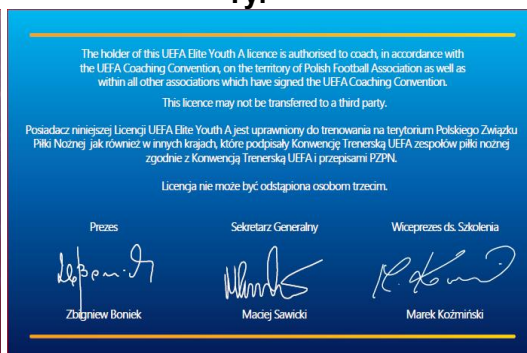 The holder of this UEFA Elite Youth A licence is authorised to coach, in accordance with
the UEFA Coaching Convention, on the territory of Polish Football Association as well as
within all other associations which have signed the UEFA Coaching Convention.
This licence may not be transferred to a third party.
Posiadacz niniejszej Licencji UEFA Elite Youth A jest uprawniony do trenowania na terytorium Polskiego Związku
Piłki Nożnej jak również w innych krajach, które podpisały Konwencję Trenerską UEFA zespołów piłki nożnej
zgodnie z Konwencją Trenerską UEFA i przepisami PZPN.
Licencja nie może być odstąpiona osobom trzecim.
Prezes Sekretarz Generalny Wiceprezes ds. Szkolenia
Zbigniew Boniek Maciej Sawicki Marek Koźmiński